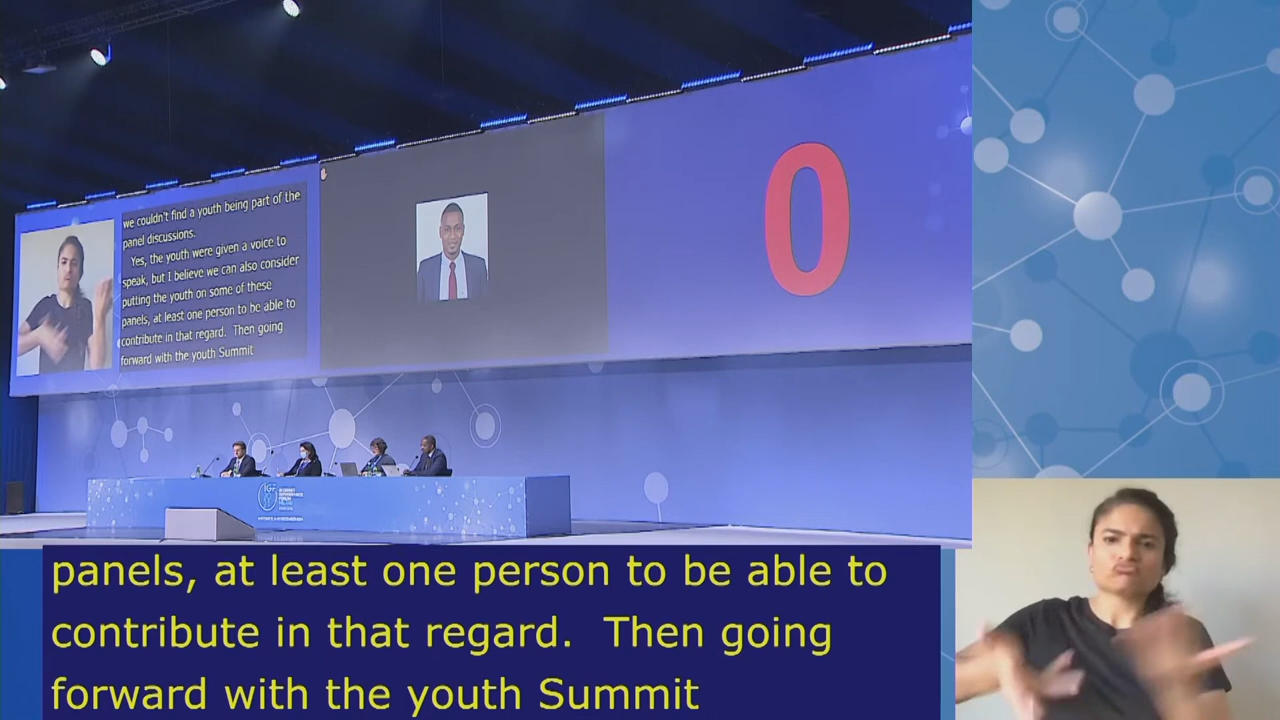 we couldn't find a youth being part of the
panel discussions.
Yes, the youth were given a voice to
speak, but I believe we can also consider
putting the youth on some of these
panels, at least one person to be able to
contribute in that regard.  Then going
forward with the youth Summit
0
IGF
panels, at least one person to be able to
contribute in that regard.  Then going
forward with the youth Summit